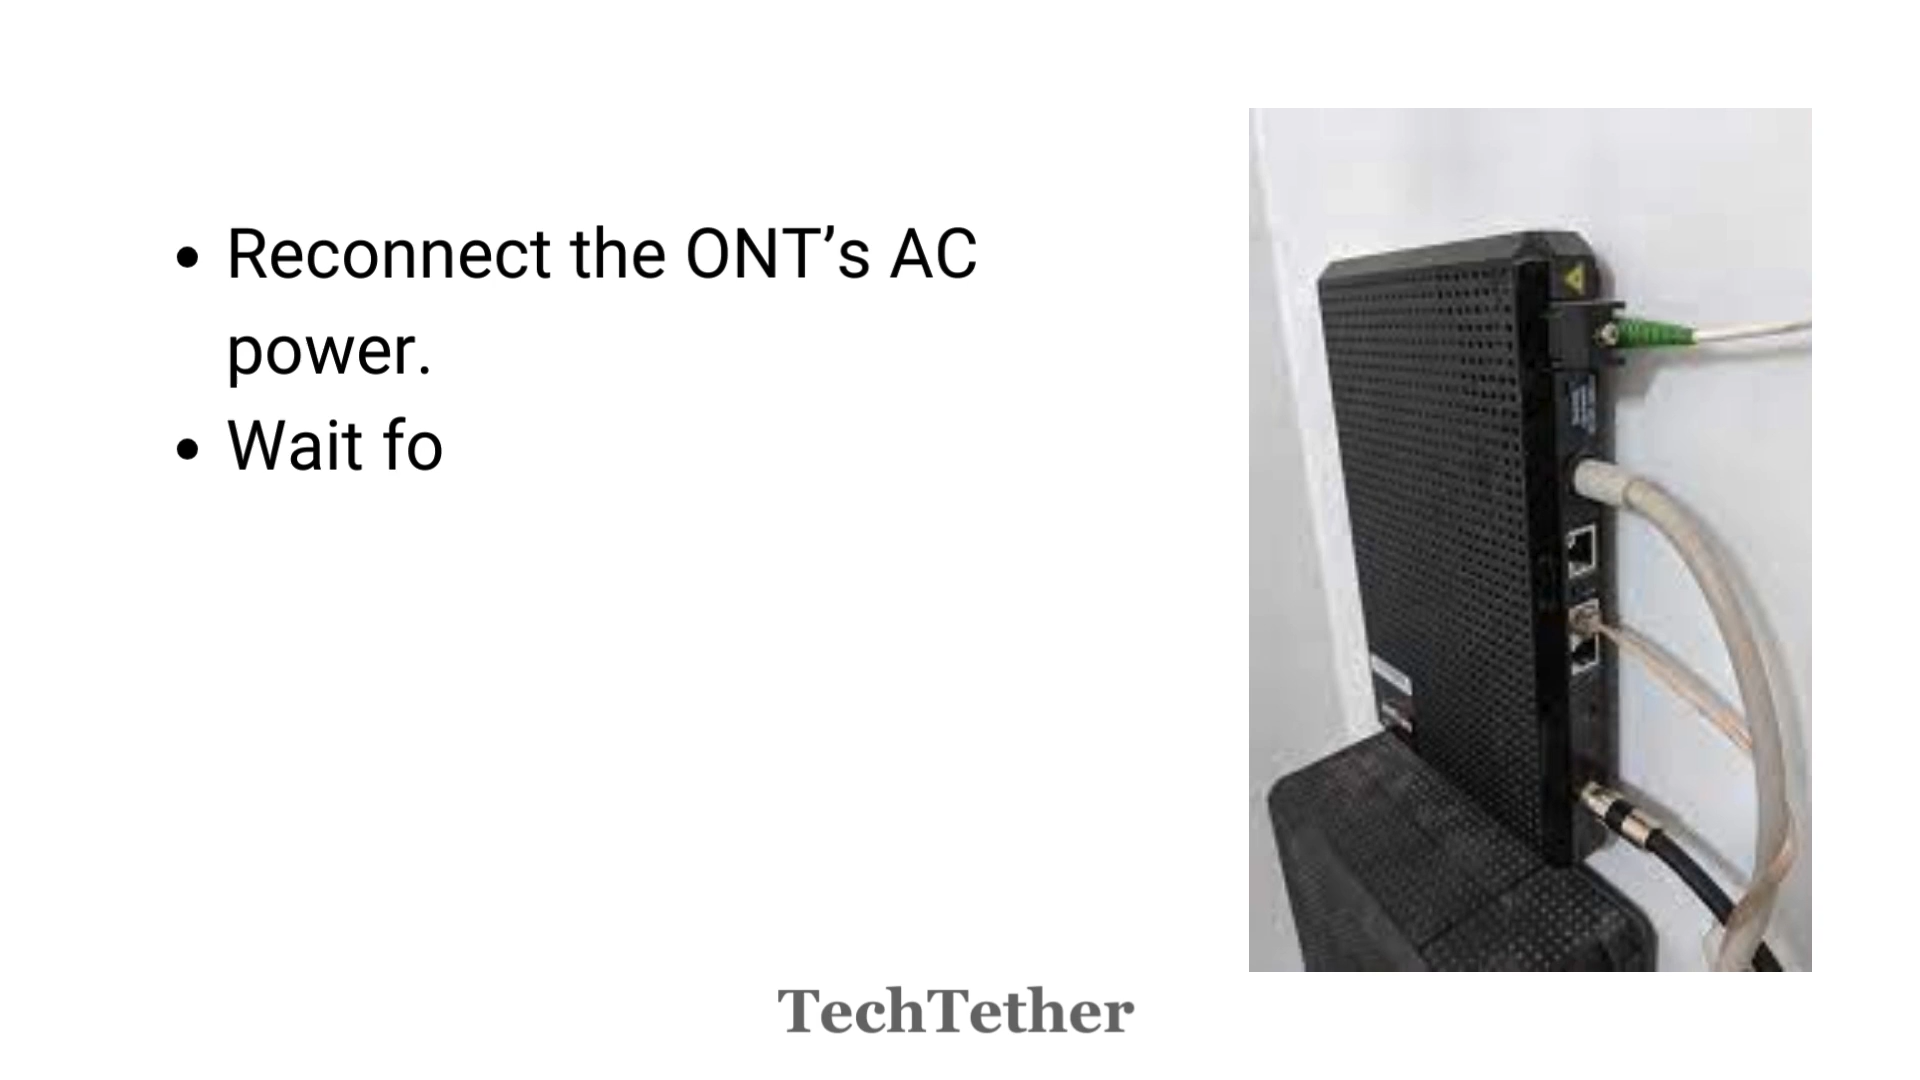 • Reconnect the ONT’s AC
power.
• Wait fo
TechTether